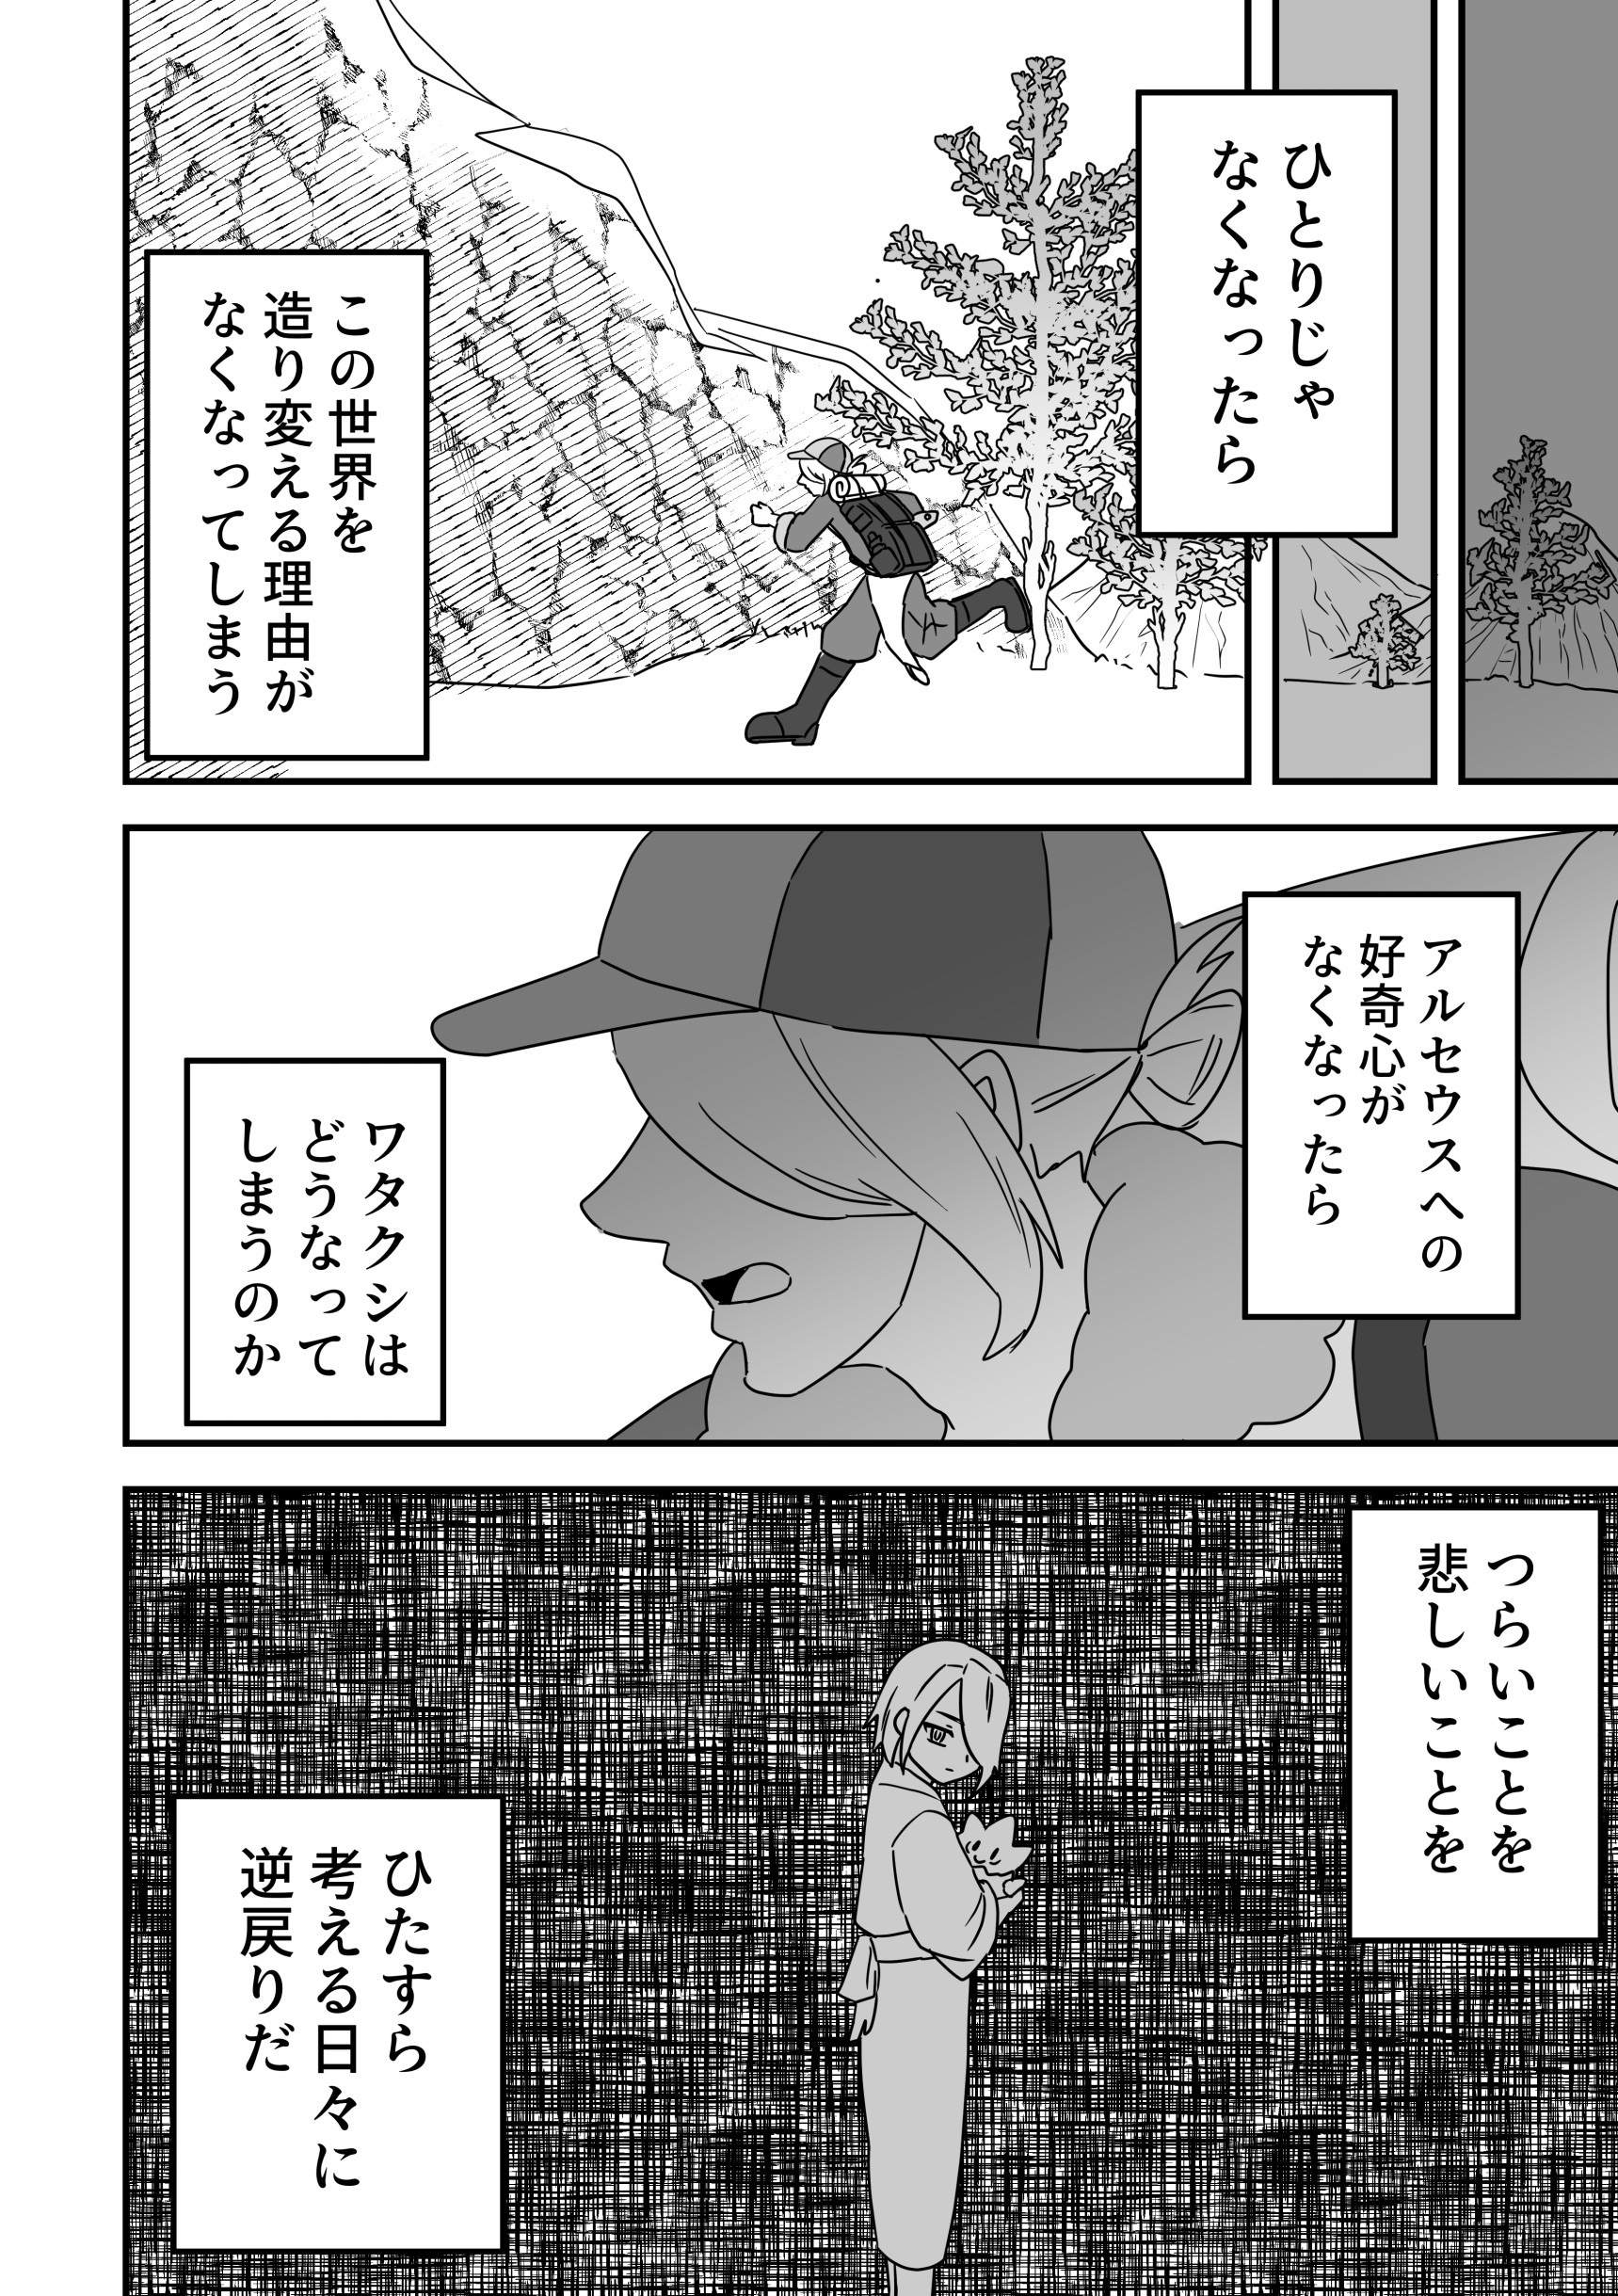 ひとりじゃ
なくなったら
この世界を
造り変える理由が
なくなってしまう
アルセウスへの
好奇心が
なくなったら
ワタクシは
どうなって
しまうのか
つらいことを
悲しいことを
ひたすら
考える日々に
逆戻りだ